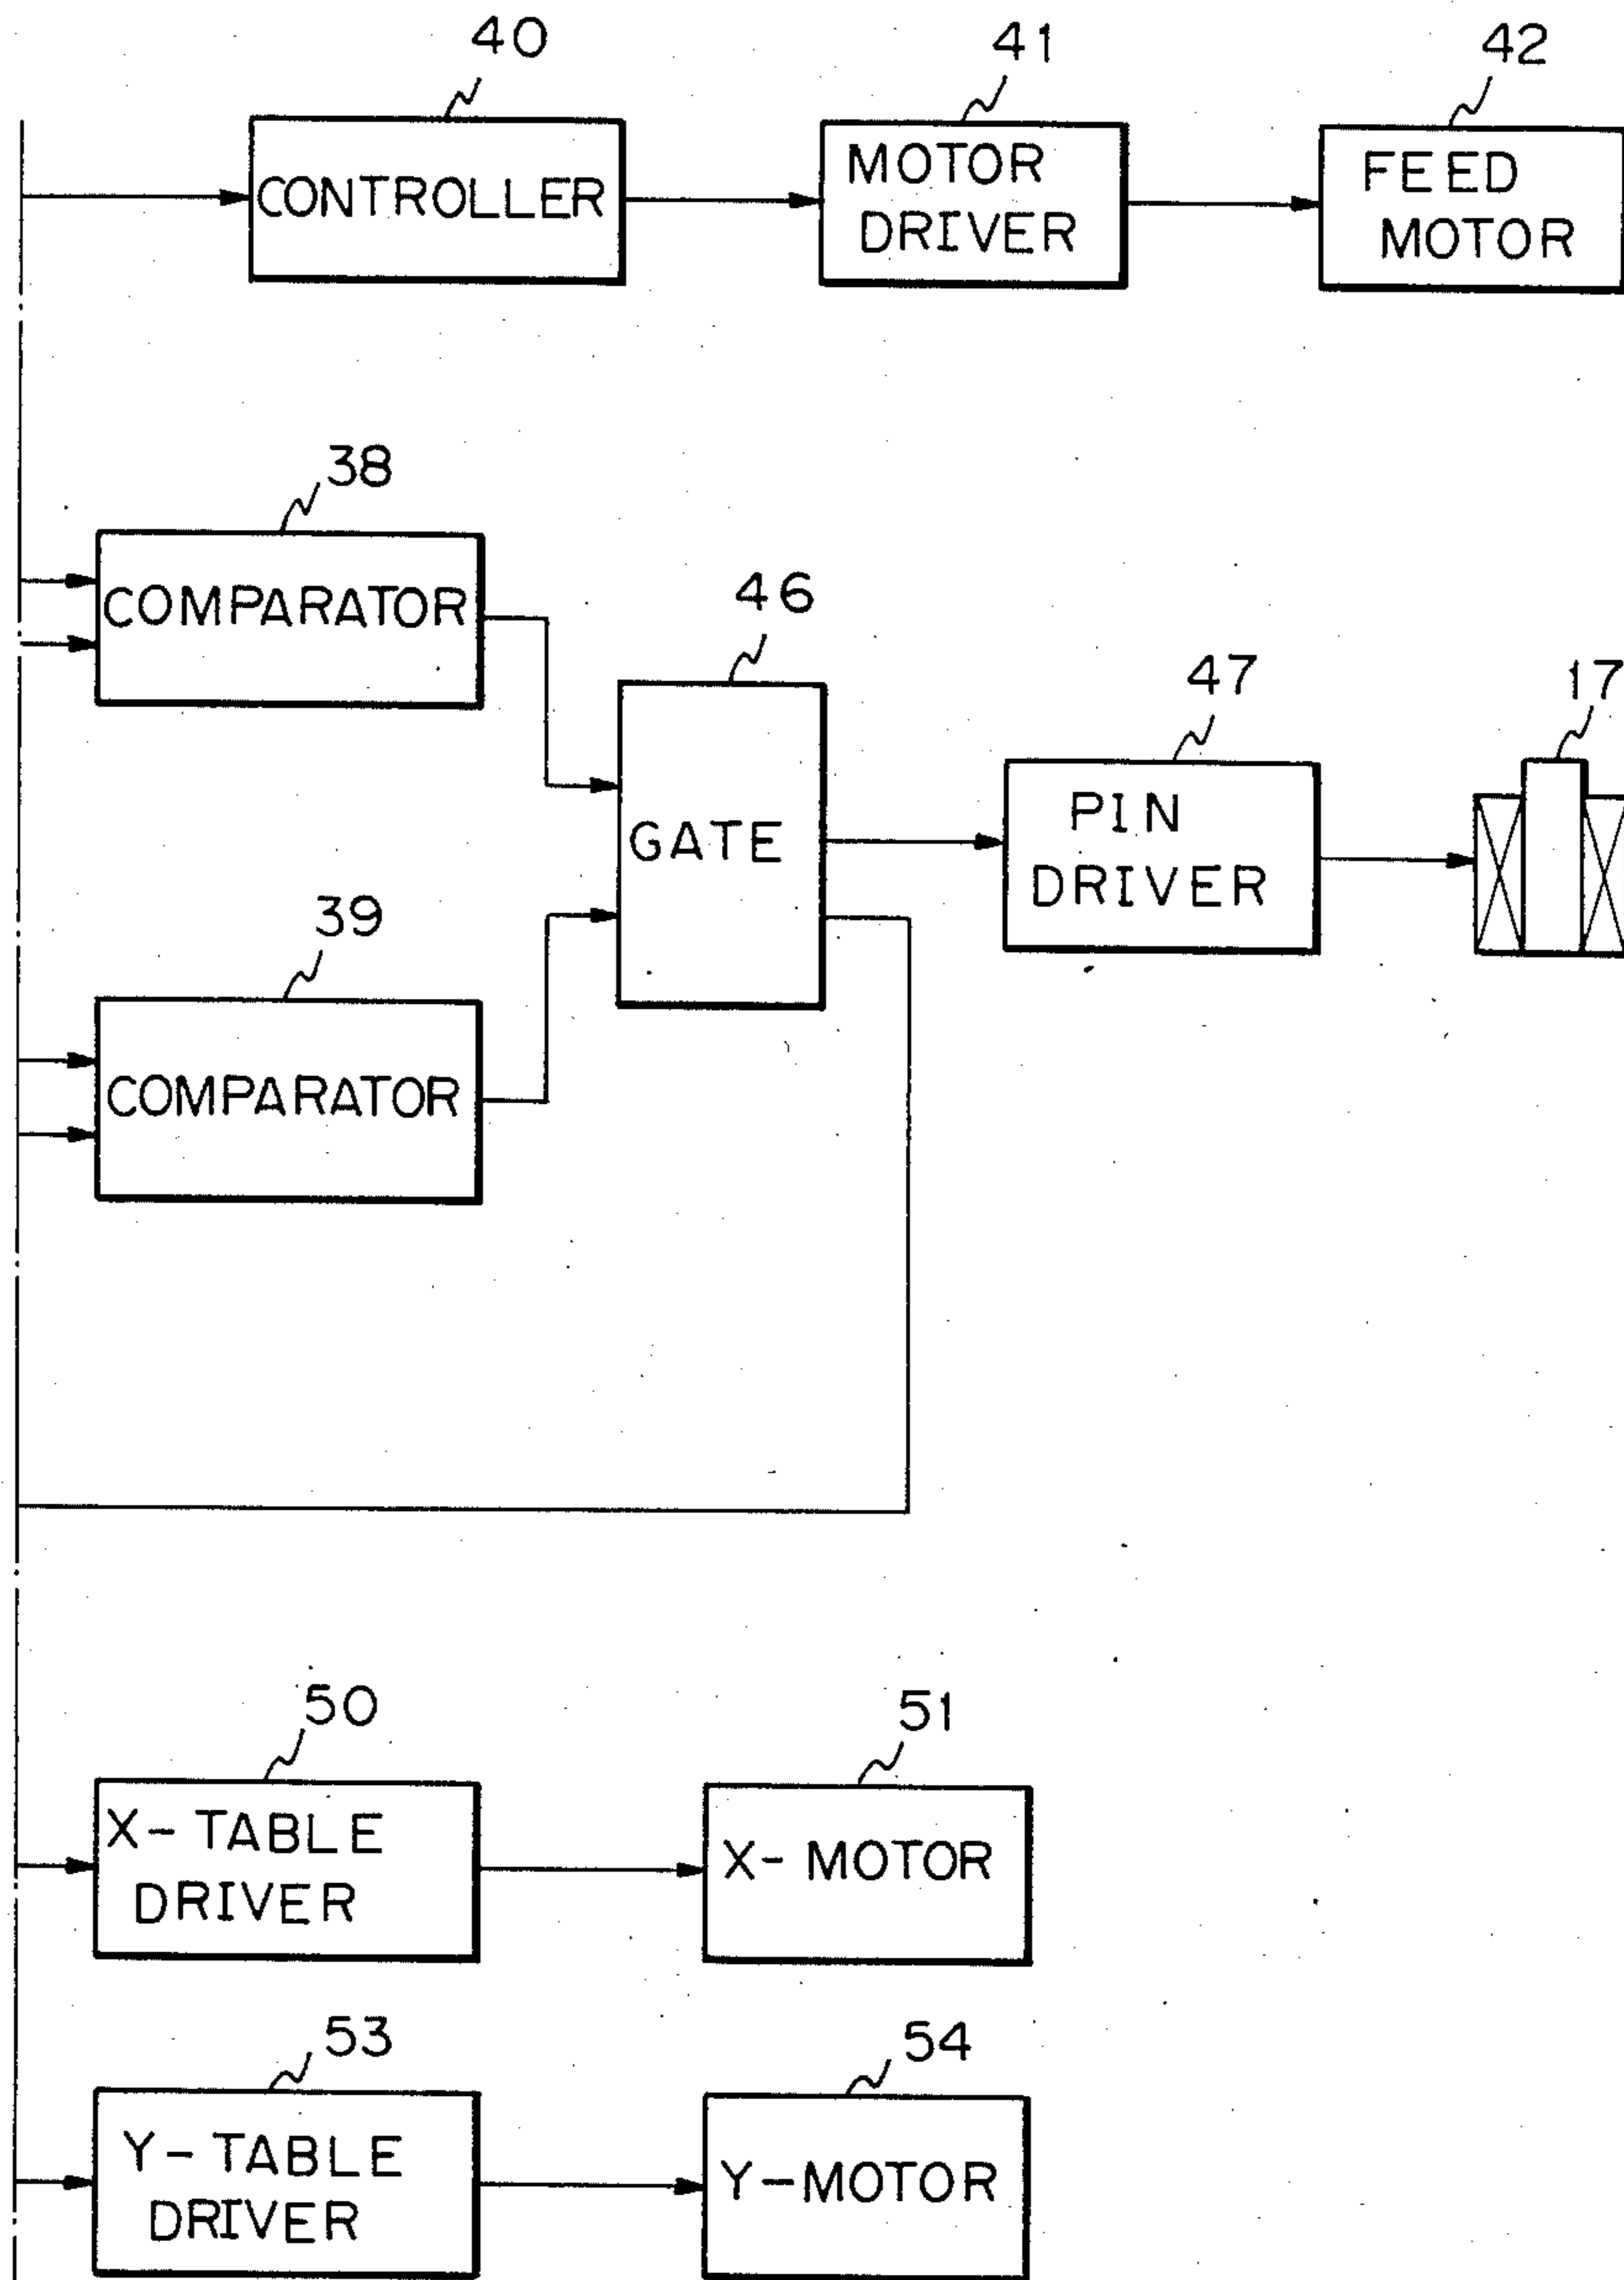 40
41
42
CONTROLLER
MOTOR
DRIVER
FEED
MOTOR
38
COMPARATOR
46
GATE
47
PIN
DRIVER
17
39
COMPARATOR
50
X-TABLE
DRIVER
51
X-MOTOR
53
Y-TABLE
DRIVER
54
Y-MOTOR